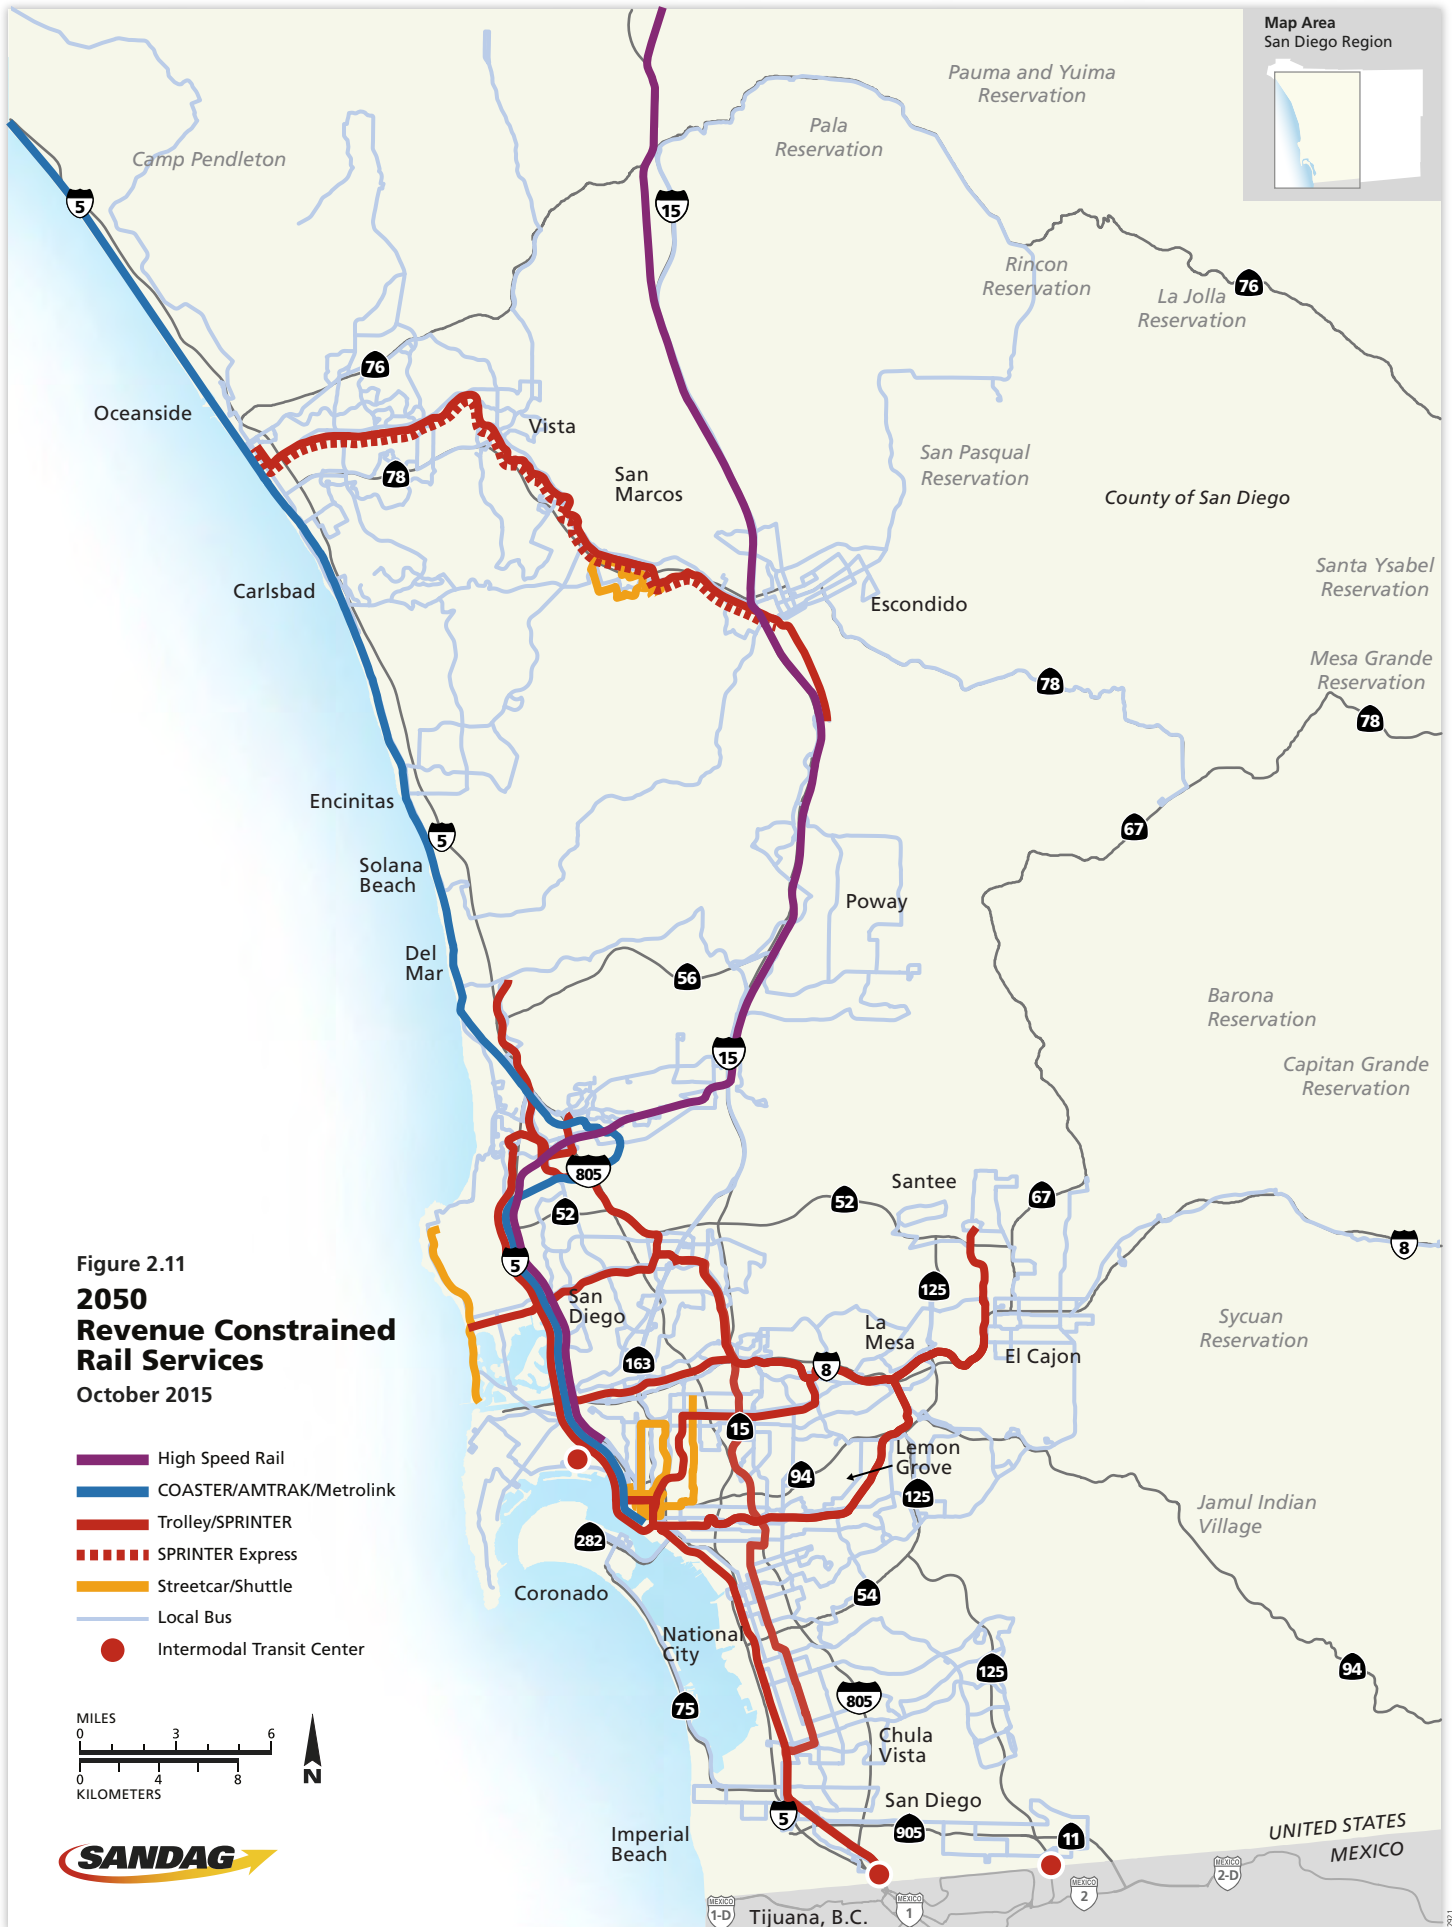 Map Area
San Diego Region
Pauma and Yuima
Reservation
Pala
Reservation
Camp Pendleton
5
15
Rincon
Reservation
76
La Jolla
Reservation
76
Oceanside
Vista
78
San
Marcos
San Pasqual
Reservation
County of San Diego
Santa Ysabel
Reservation
Carlsbad
Escondido
Mesa Grande
Reservation
78
78
Encinitas
5
67
Solana
Beach
Poway
Del
Mar
56
Barona
Reservation
15
Capitan Grande
Reservation
805
Santee
52
67
52
5
8
Figure 2.11
2050
Revenue Constrained
Rail Services
October 2015
San
Diego
125
La
Mesa
Sycuan
Reservation
163
8
El Cajon
15
Lemon
Grove
94
125
Jamul Indian
Village
High Speed Rail
COASTER/AMTRAK/Metrolink
Trolley/SPRINTER
SPRINTER Express
Streetcar/Shuttle
Local Bus
Intermodal Transit Center
282
Coronado
54
National
City
125
94
75
805
MILES
0 3 6
0 4 8
KILOMETERS
N
Chula
Vista
San Diego
5
905
11
Imperial
Beach
UNITED STATES
MEXICO
SANDAG
MEXICO
2-D
MEXICO
2
MEXICO
1-D
MEXICO
1
Tijuana, B.C.